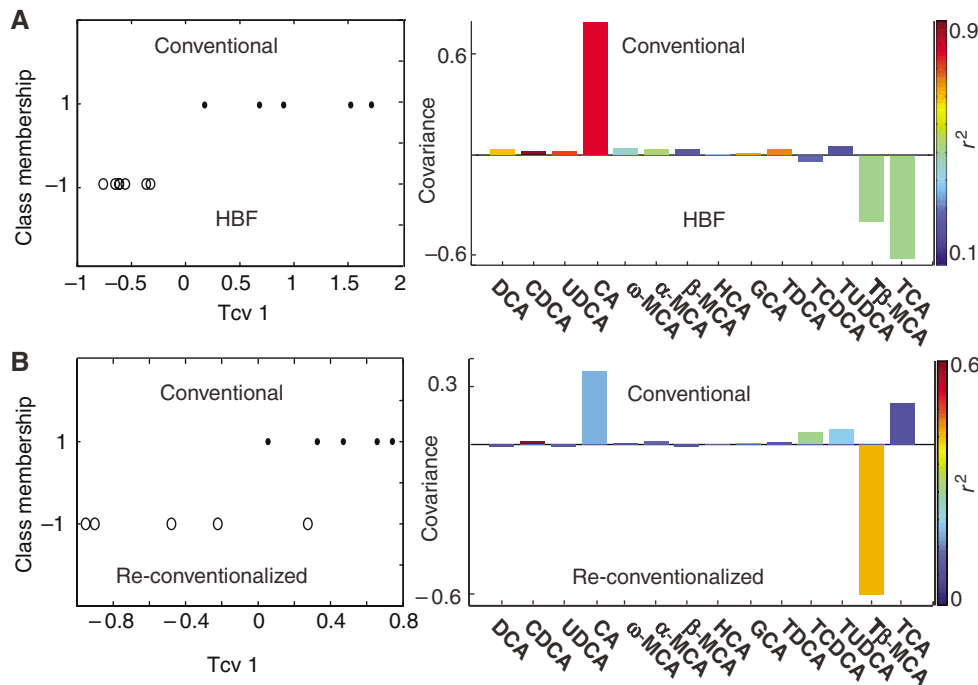 A
Conventional
Class membership
1
−1
HBF
−1
−0.5
0
0.5
1
1.5
2
Tcv 1
Conventional
0.6
Covariance
HBF
−0.6
0.9
r²
0.1
DCA
CDCA
UDCA
CA
ω-MCA
α-MCA
β-MCA
HCA
GCA
TDCA
TCDCA
TUDCA
Tβ-MCA
TCA
B
Conventional
Class membership
1
−1
Re-conventionalized
−0.8
−0.4
0
0.4
0.8
Tcv 1
0.3
Conventional
Covariance
Re-conventionalized
−0.6
0.6
r²
0
DCA
CDCA
UDCA
CA
ω-MCA
α-MCA
β-MCA
HCA
GCA
TDCA
TCDCA
TUDCA
Tβ-MCA
TCA